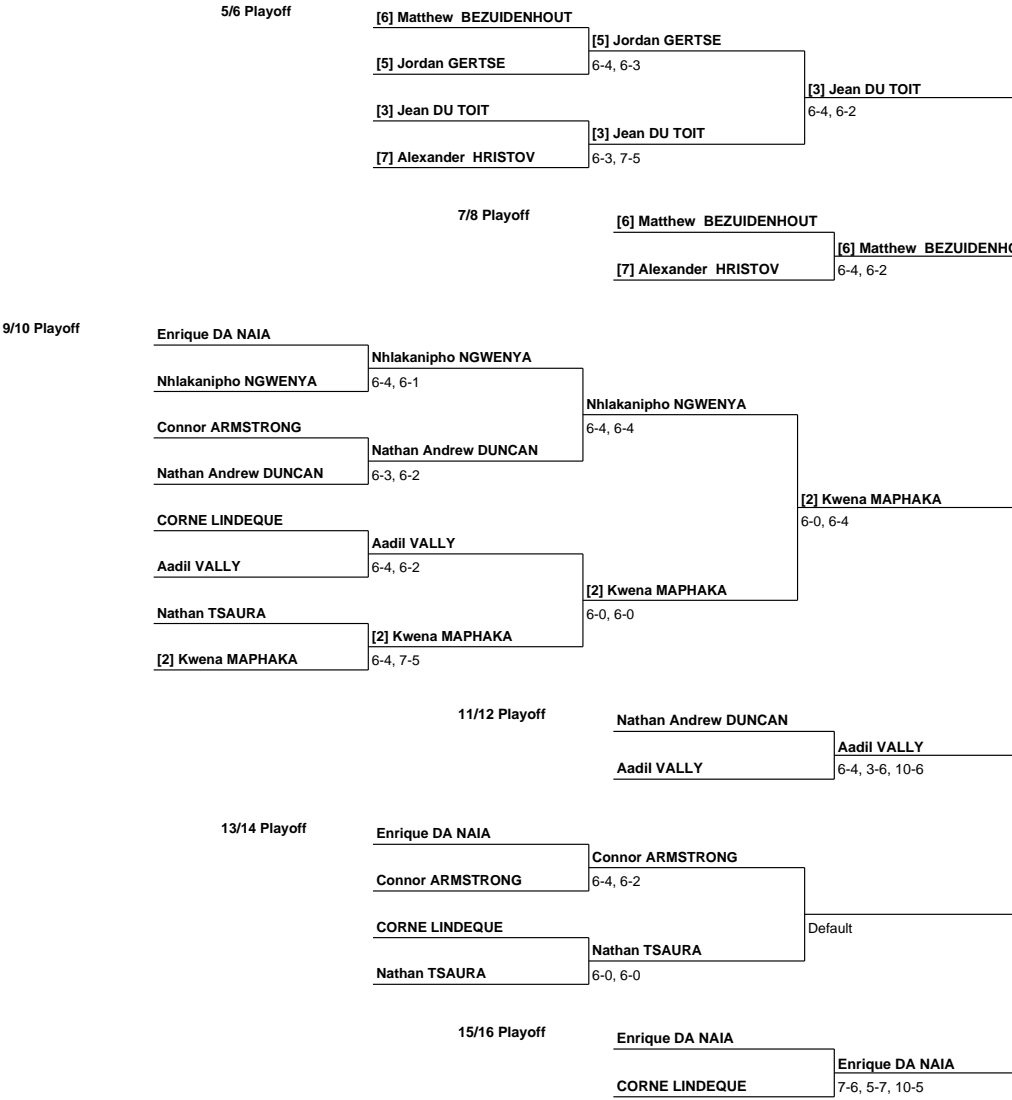 5/6 Playoff
[6] Matthew BEZUIDENHOUT
[5] Jordan GERTSE
[5] Jordan GERTSE
6-4, 6-3
[3] Jean DU TOIT
[3] Jean DU TOIT
6-4, 6-2
[3] Jean DU TOIT
[7] Alexander HRISTOV
6-3, 7-5
7/8 Playoff
[6] Matthew BEZUIDENHOUT
[6] Matthew BEZUIDENHO
[7] Alexander HRISTOV
6-4, 6-2
9/10 Playoff
Enrique DA NAIA
Nhlakanipho NGWENYA
Nhlakanipho NGWENYA
6-4, 6-1
Nhlakanipho NGWENYA
Connor ARMSTRONG
6-4, 6-4
Nathan Andrew DUNCAN
Nathan Andrew DUNCAN
6-3, 6-2
[2] Kwena MAPHAKA
CORNE LINDEQUE
6-0, 6-4
Aadil VALLY
Aadil VALLY
6-4, 6-2
[2] Kwena MAPHAKA
Nathan TSAURA
6-0, 6-0
[2] Kwena MAPHAKA
[2] Kwena MAPHAKA
6-4, 7-5
11/12 Playoff
Nathan Andrew DUNCAN
Aadil VALLY
Aadil VALLY
6-4, 3-6, 10-6
13/14 Playoff
Enrique DA NAIA
Connor ARMSTRONG
Connor ARMSTRONG
6-4, 6-2
CORNE LINDEQUE
Default
Nathan TSAURA
Nathan TSAURA
6-0, 6-0
15/16 Playoff
Enrique DA NAIA
Enrique DA NAIA
CORNE LINDEQUE
7-6, 5-7, 10-5